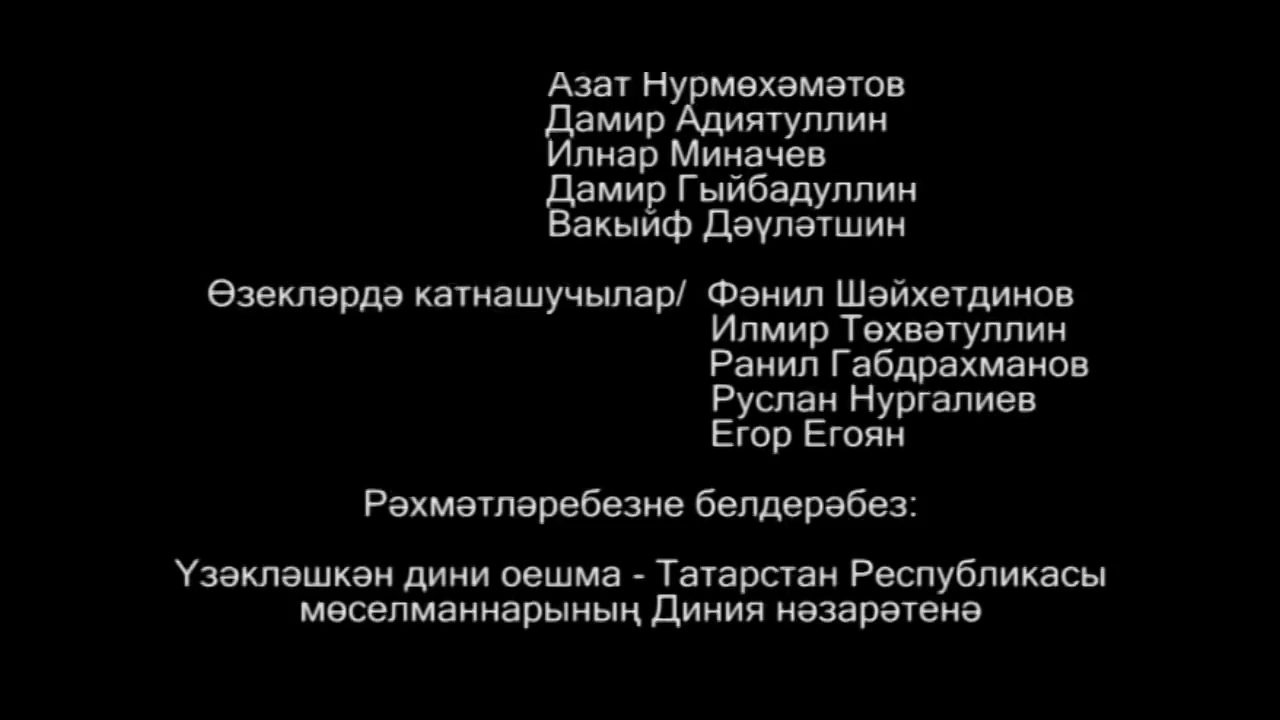 Азат Нурмөхәмәтов
Дамир Адиятуллин
Илнар Миначев
Дамир Гыйбадуллин
Вакыйф Дәүләтшин
Өзекләрдә катнашучылар/ Фәнил Шәйхетдинов
Илмир Төхвәтуллин
Ранил Габдрахманов
Руслан Нургалиев
Егор Егоян
Рәхмәтләребезне белдерәбез:
Үзәкләшкән дини оешма - Татарстан Республикасы
мөселманнарының Диния нәзарәтенә